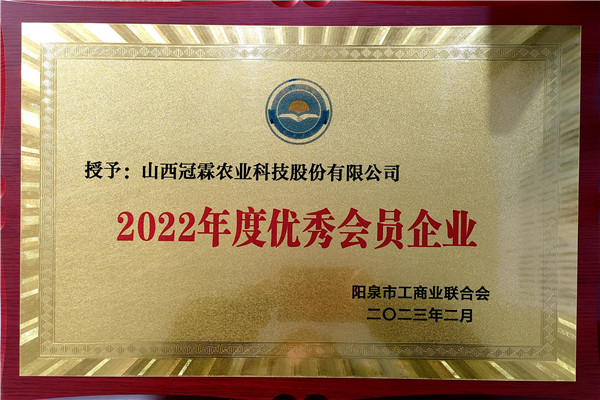 授予：山西冠霖农业科技股份有限公司
2022年度优秀会员企业
阳泉市工商业联合会
二〇二三年二月